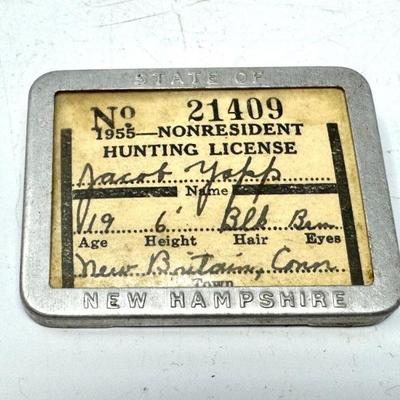 STATE OF
No 21409
1955—NONRESIDENT
HUNTING LICENSE
Jacob Yapp
Name
19 6' Blk Brn
Age Height Hair Eyes
New Britain, Conn
Town
NEW HAMPSHIRE